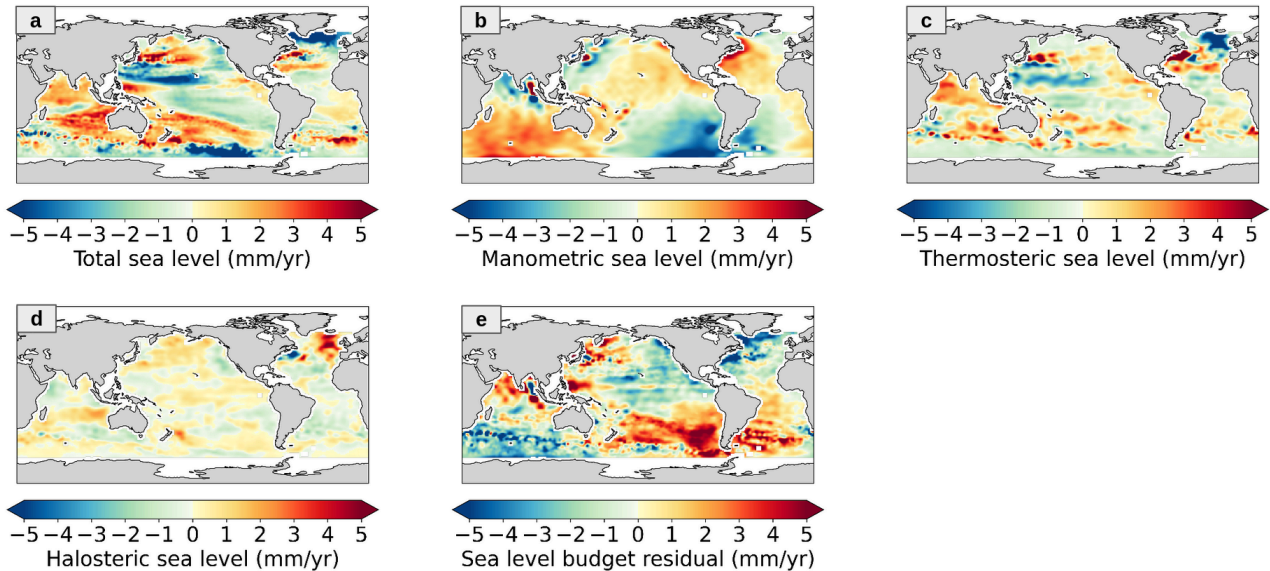 a
b
c
−5 −4 −3 −2 −1 0 1 2 3 4 5
Total sea level (mm/yr)
−5 −4 −3 −2 −1 0 1 2 3 4 5
Manometric sea level (mm/yr)
−5 −4 −3 −2 −1 0 1 2 3 4 5
Thermosteric sea level (mm/yr)
d
e
−5 −4 −3 −2 −1 0 1 2 3 4 5
Halosteric sea level (mm/yr)
−5 −4 −3 −2 −1 0 1 2 3 4 5
Sea level budget residual (mm/yr)